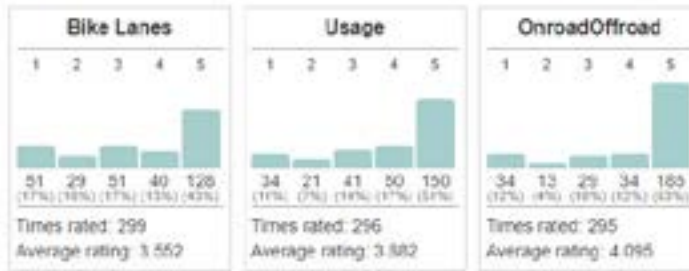 Bike Lanes
1 2 3 4 5
51 29 51 40 128
(17%) (10%) (17%) (13%) (43%)
Times rated: 299
Average rating: 3.552
Usage
1 2 3 4 5
34 21 41 50 150
(11%) (7%) (14%) (17%) (51%)
Times rated: 296
Average rating: 3.882
OnroadOffroad
1 2 3 4 5
34 13 29 34 185
(12%) (4%) (10%) (12%) (63%)
Times rated: 295
Average rating: 4.095